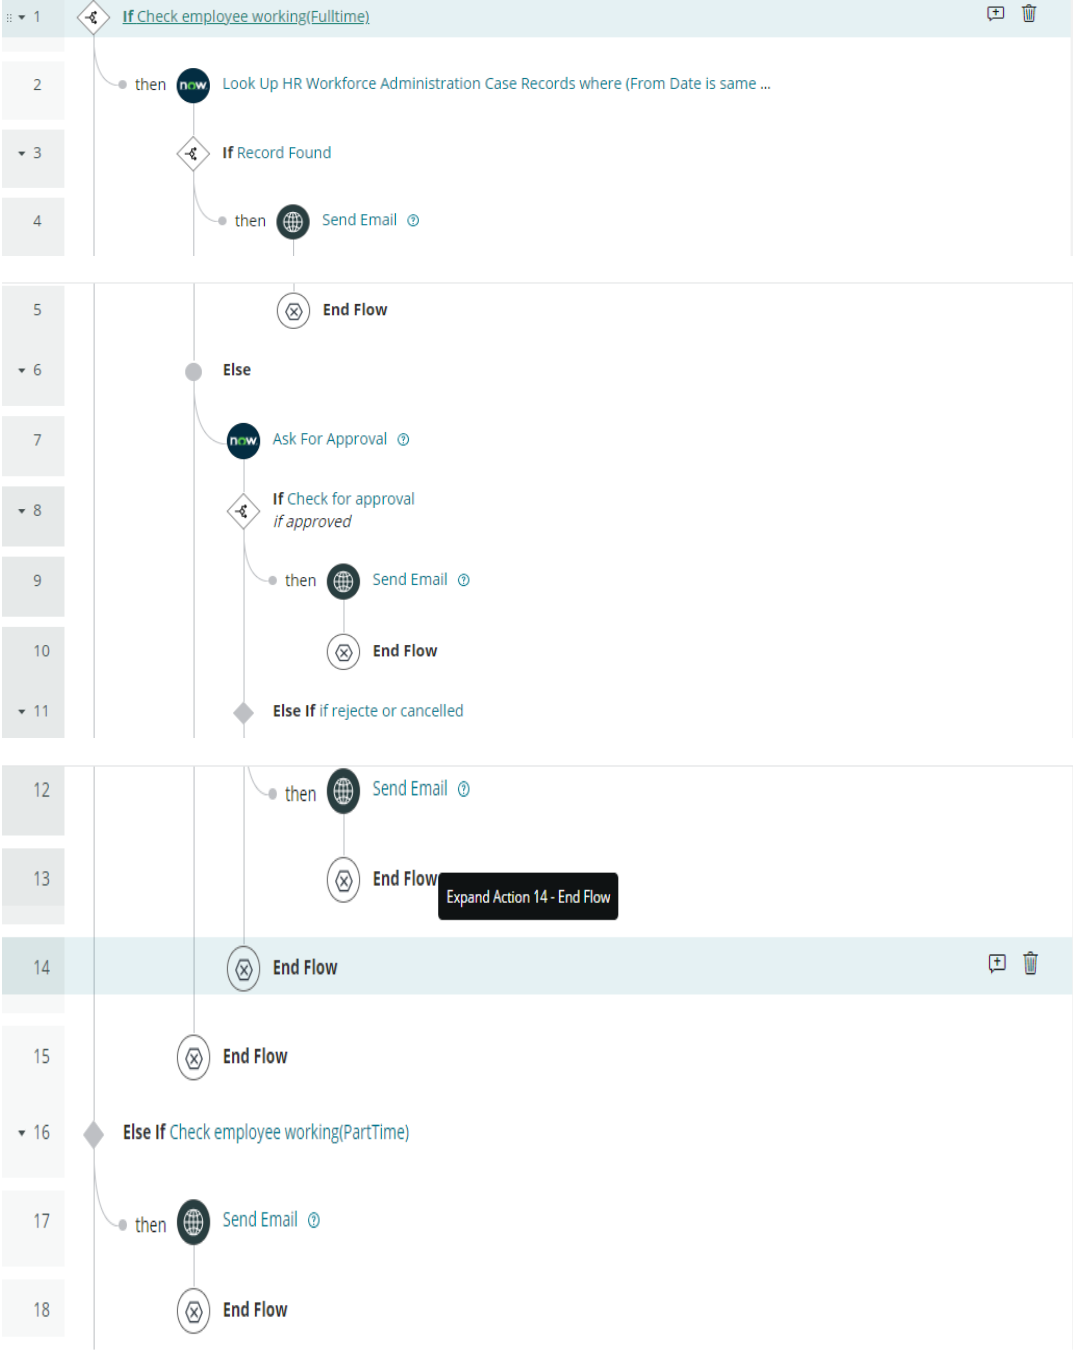 1 If Check employee working(Fulltime)
2 then now Look Up HR Workforce Administration Case Records where (From Date is same ...
3 If Record Found
4 then Send Email ?
5 End Flow
6 Else
7 now Ask For Approval ?
8 If Check for approval
if approved
9 then Send Email ?
10 End Flow
11 Else If if rejecte or cancelled
12 then Send Email ?
13 End Flow
Expand Action 14 - End Flow
14 End Flow
15 End Flow
16 Else If Check employee working(PartTime)
17 then Send Email ?
18 End Flow